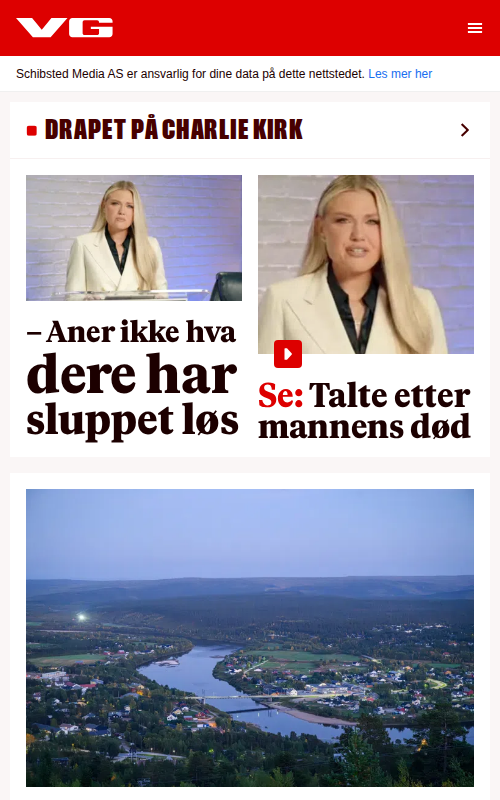 VG
Schibsted Media AS er ansvarlig for dine data på dette nettstedet. Les mer her
DRAPET PÅ CHARLIE KIRK
– Aner ikke hva
dere har
sluppet løs
Se: Talte etter
mannens død